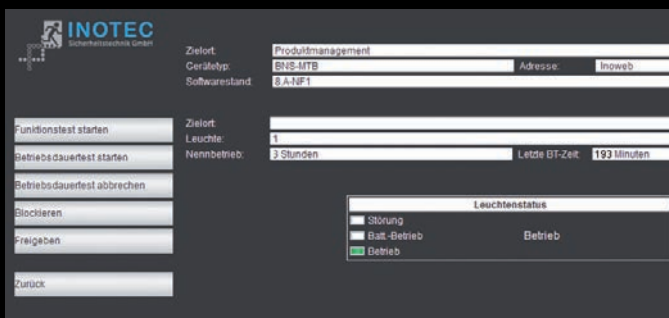 INOTEC
Sicherheitstechnik GmbH
Zielort: Produktmanagement
Gerätetyp: BNS-MTB Adresse: Inoweb
Softwarestand: 8.A-NF1
Funktionstest starten
Betriebsdauertest starten
Betriebsdauertest abbrechen
Blockieren
Freigeben
Zurück
Zielort:
Leuchte: 1
Nennbetrieb: 3 Stunden Letzte BT-Zeit: 193 Minuten
Leuchtenstatus
Störung
Batt.-Betrieb Betrieb
Betrieb